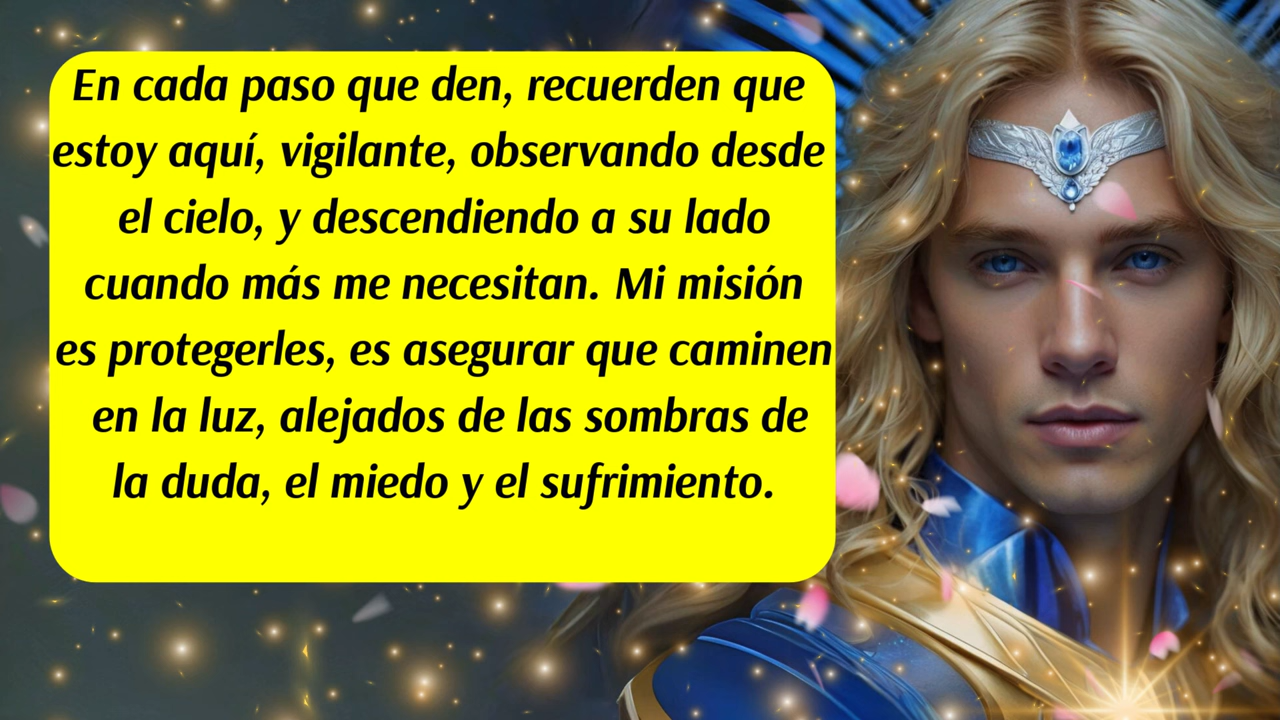 En cada paso que den, recuerden que
estoy aquí, vigilante, observando desde
el cielo, y descendiendo a su lado
cuando más me necesitan. Mi misión
es protegerles, es asegurar que caminen
en la luz, alejados de las sombras de
la duda, el miedo y el sufrimiento.